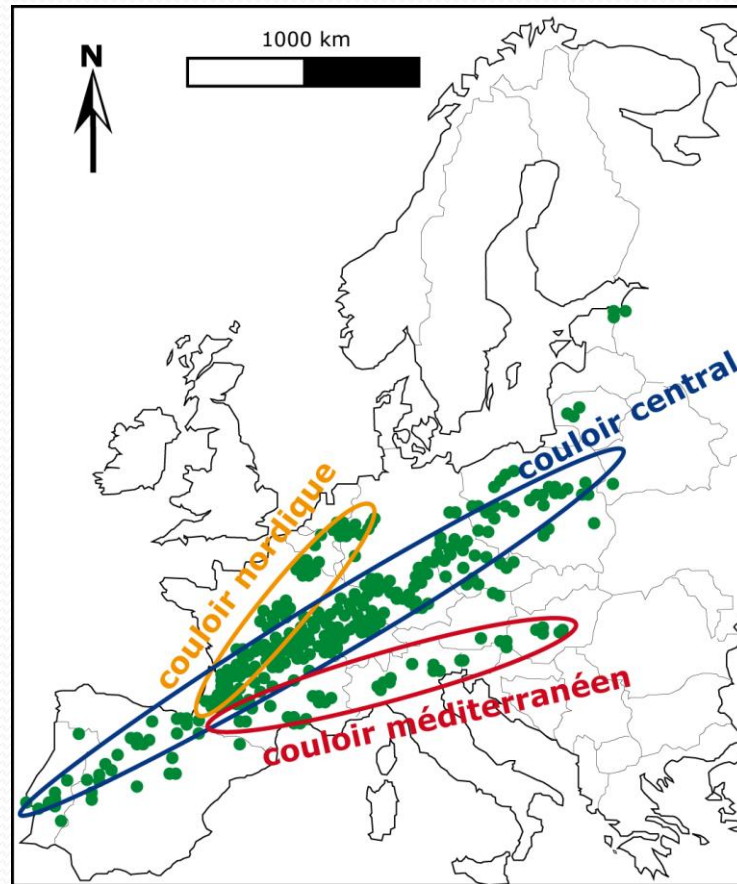 1000 km
N
couloir central
couloir nordique
couloir méditerranéen